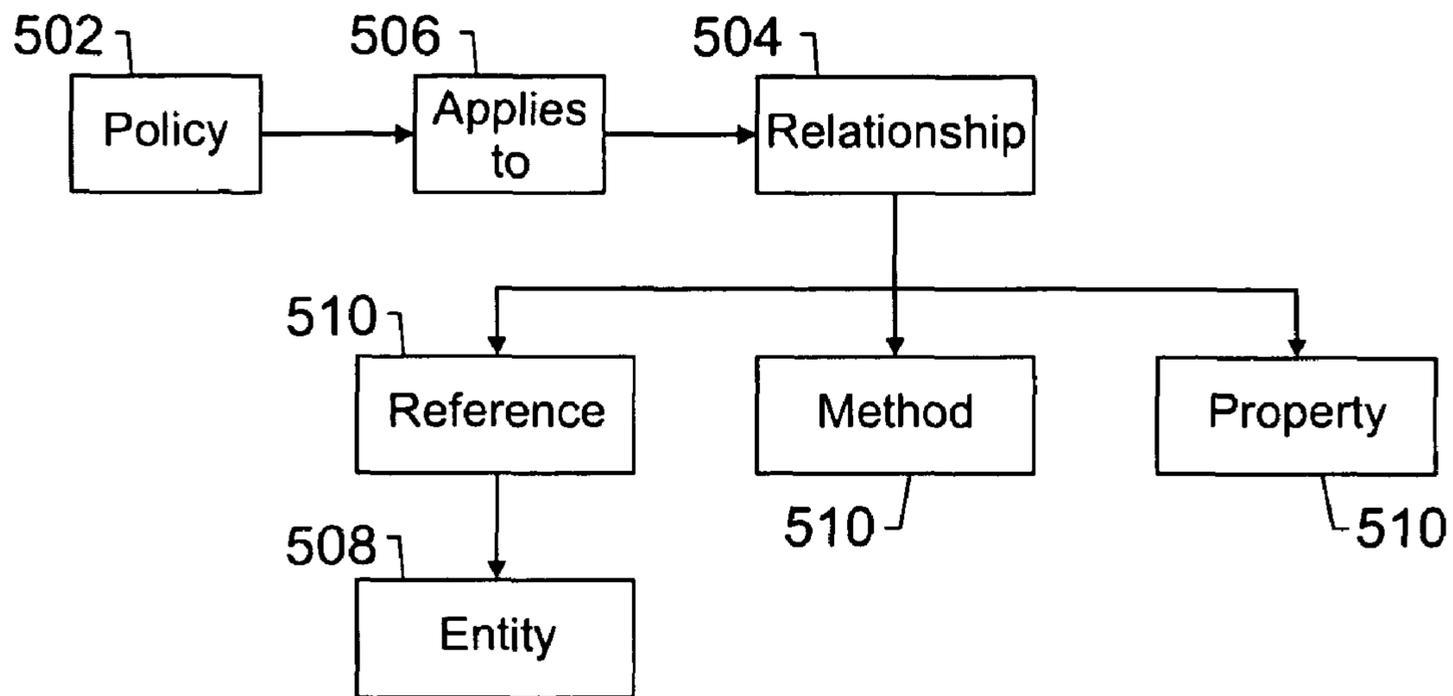 502
506
504
Policy
Applies
to
Relationship
510
Reference
Method
Property
510
510
508
Entity